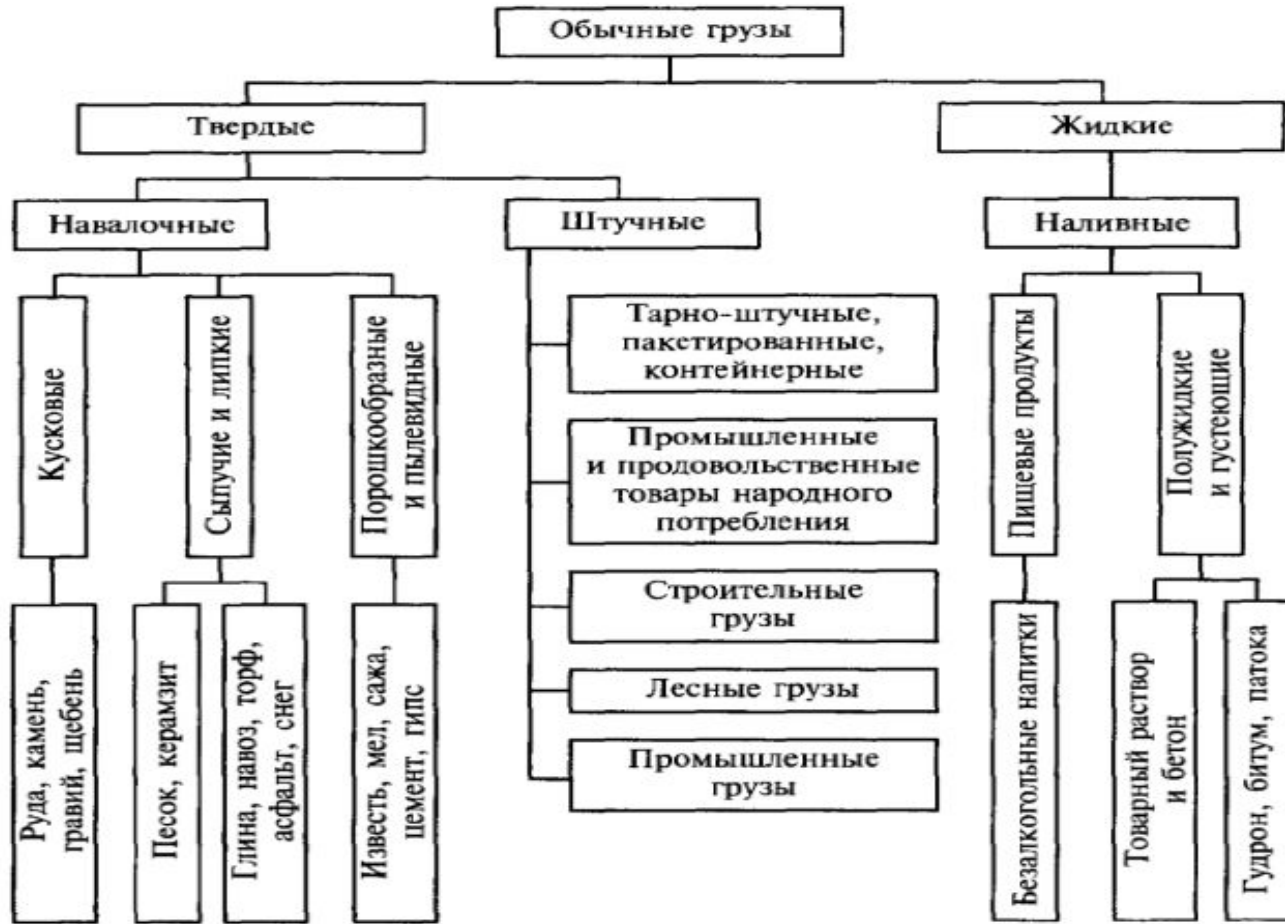 Обычные грузы
Твердые
Жидкие
Навалочные
Штучные
Наливные
Кусковые
Сыпучие и липкие
Порошкообразные
и пылевидные
Тарно-штучные,
пакетированные,
контейнерные
Промышленные
и продовольственные
товары народного
потребления
Строительные
грузы
Лесные грузы
Промышленные
грузы
Пищевые продукты
Полужидкие
и густеющие
Руда, камень,
гравий, щебень
Песок, керамзит
Глина, навоз, торф,
асфальт, снег
Известь, мел, сажа,
цемент, гипс
Безалкогольные напитки
Товарный раствор
и бетон
Гудрон, битум, патока